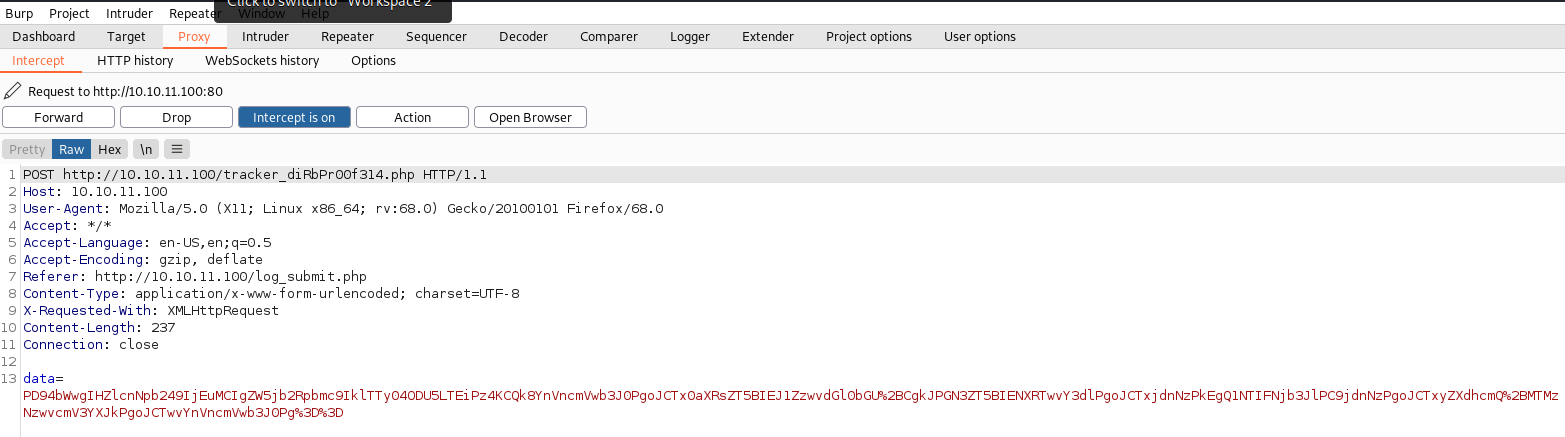 Click to switch to "Workspace 2"
Burp Project Intruder Repeater Window Help
Dashboard Target Proxy Intruder Repeater Sequencer Decoder Comparer Logger Extender Project options User options
Intercept HTTP history WebSockets history Options
Request to http://10.10.11.100:80
Forward Drop Intercept is on Action Open Browser
Pretty Raw Hex \n
1 POST http://10.10.11.100/tracker_diRbPr00f314.php HTTP/1.1
2 Host: 10.10.11.100
3 User-Agent: Mozilla/5.0 (X11; Linux x86_64; rv:68.0) Gecko/20100101 Firefox/68.0
4 Accept: */*
5 Accept-Language: en-US,en;q=0.5
6 Accept-Encoding: gzip, deflate
7 Referer: http://10.10.11.100/log_submit.php
8 Content-Type: application/x-www-form-urlencoded; charset=UTF-8
9 X-Requested-With: XMLHttpRequest
10 Content-Length: 237
11 Connection: close
12
13 data=
PD94bWwgIHZlcnNpb249IjEuMCIgZW5jb2Rpbmc9IklTTy04ODU5LTEiPz4KCQk8YnVncmVwb3J0PgoJCTx0aXRsZT5BIEJ1ZzwvdGl0bGU%2BCgkJPGN3ZT5BIENXRTwvY3dlPgoJCTxjdnNzPkEgQ1NTIFNjb3JlPC9jdnNzPgoJCTxyZXdhcmQ%2BMTMz
NzwvcmV3YXJkPgoJCTwvYnVncmVwb3J0Pg%3D%3D